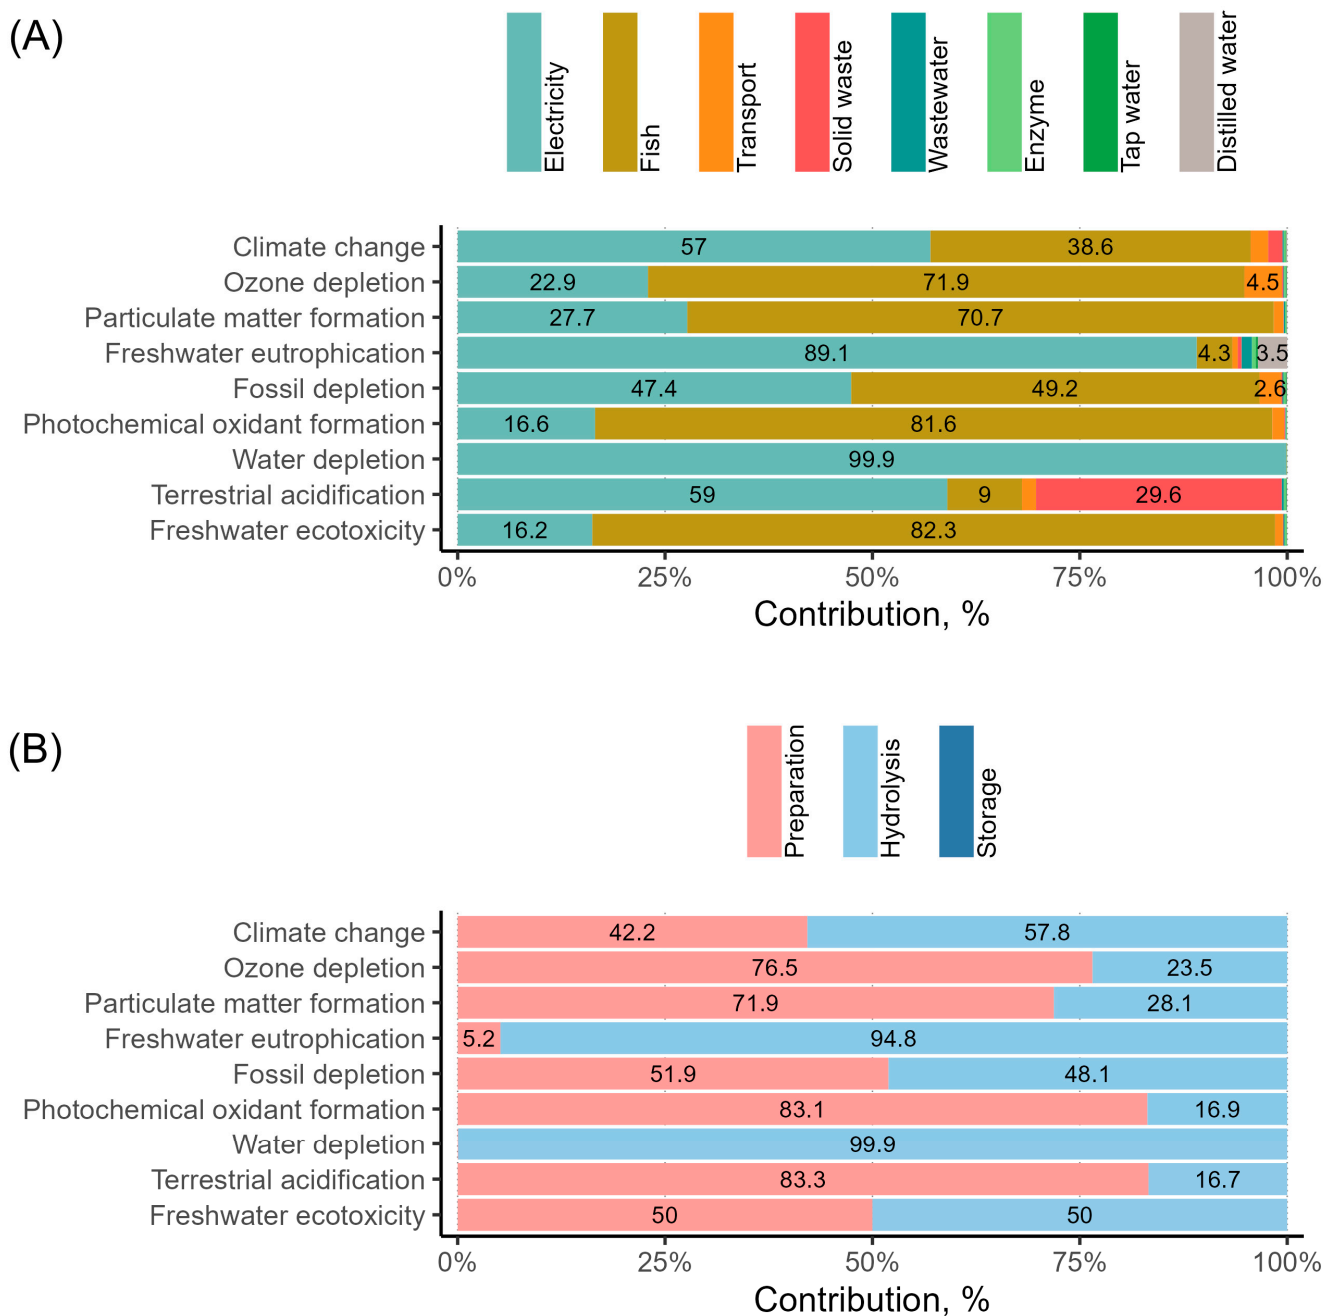 (A)
Electricity
Fish
Transport
Solid waste
Wastewater
Enzyme
Tap water
Distilled water
Climate change 57 38.6
Ozone depletion 22.9 71.9 4.5
Particulate matter formation 27.7 70.7
Freshwater eutrophication 89.1 4.3 3.5
Fossil depletion 47.4 49.2 2.6
Photochemical oxidant formation 16.6 81.6
Water depletion 99.9
Terrestrial acidification 59 9 29.6
Freshwater ecotoxicity 16.2 82.3
0% 25% 50% 75% 100%
Contribution, %
(B)
Preparation
Hydrolysis
Storage
Climate change 42.2 57.8
Ozone depletion 76.5 23.5
Particulate matter formation 71.9 28.1
Freshwater eutrophication 5.2 94.8
Fossil depletion 51.9 48.1
Photochemical oxidant formation 83.1 16.9
Water depletion 99.9
Terrestrial acidification 83.3 16.7
Freshwater ecotoxicity 50 50
0% 25% 50% 75% 100%
Contribution, %